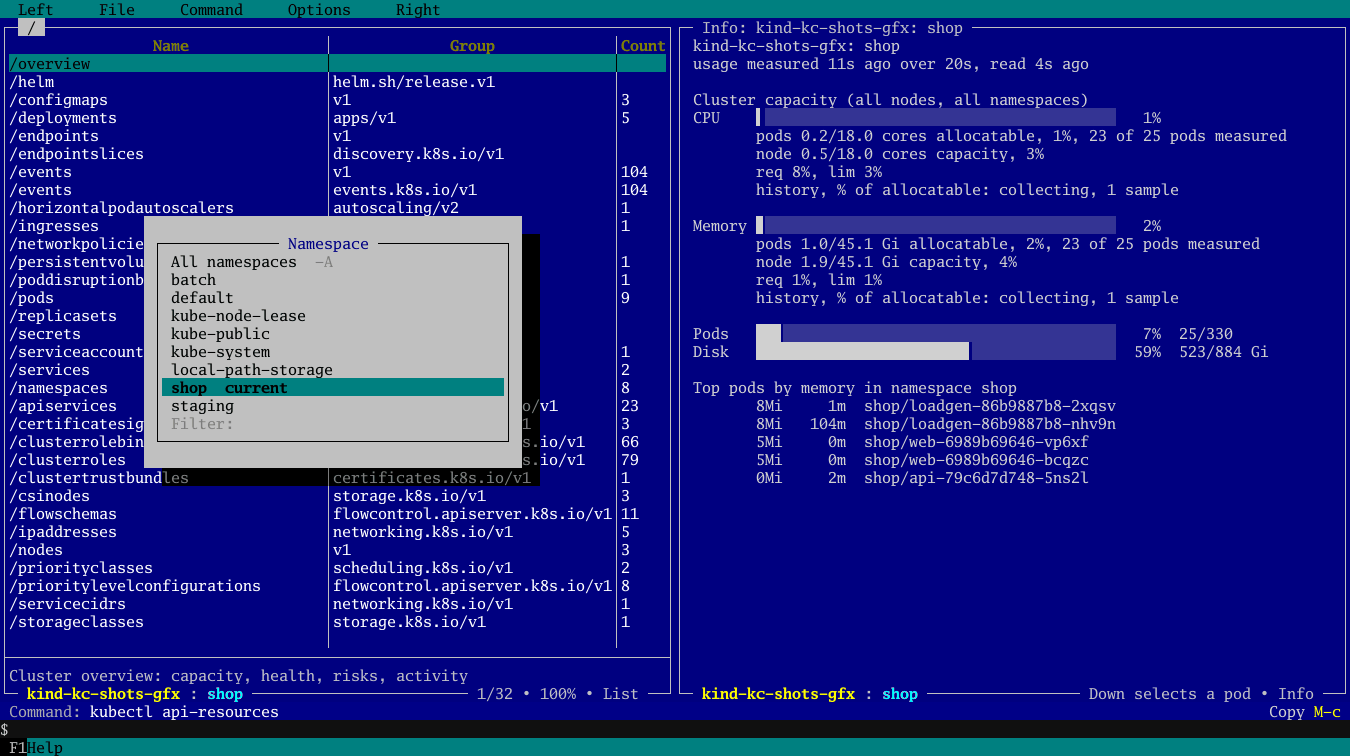 Left File Command Options Right
/
Name Group Count
/overview
/helm helm.sh/release.v1
/configmaps v1 3
/deployments apps/v1 5
/endpoints v1
/endpointslices discovery.k8s.io/v1
/events v1 104
/events events.k8s.io/v1 104
/horizontalpodautoscalers autoscaling/v2 1
/ingresses 1
/networkpolicie
/persistentvolu 1
/poddisruptionb 1
/pods 9
/replicasets
/secrets
/serviceaccount 1
/services 2
/namespaces 8
/apiservices o/v1 23
/certificatesig 1 3
/clusterrolebin s.io/v1 66
/clusterroles s.io/v1 79
/clustertrustbundles certificates.k8s.io/v1 1
/csinodes storage.k8s.io/v1 3
/flowschemas flowcontrol.apiserver.k8s.io/v1 11
/ipaddresses networking.k8s.io/v1 5
/nodes v1 3
/priorityclasses scheduling.k8s.io/v1 2
/prioritylevelconfigurations flowcontrol.apiserver.k8s.io/v1 8
/servicecidrs networking.k8s.io/v1 1
/storageclasses storage.k8s.io/v1 1
Namespace
All namespaces -A
batch
default
kube-node-lease
kube-public
kube-system
local-path-storage
shop current
staging
Filter:
Cluster overview: capacity, health, risks, activity
kind-kc-shots-gfx : shop 1/32 • 100% • List
Info: kind-kc-shots-gfx: shop
kind-kc-shots-gfx: shop
usage measured 11s ago over 20s, read 4s ago
Cluster capacity (all nodes, all namespaces)
CPU 1%
pods 0.2/18.0 cores allocatable, 1%, 23 of 25 pods measured
node 0.5/18.0 cores capacity, 3%
req 8%, lim 3%
history, % of allocatable: collecting, 1 sample
Memory 2%
pods 1.0/45.1 Gi allocatable, 2%, 23 of 25 pods measured
node 1.9/45.1 Gi capacity, 4%
req 1%, lim 1%
history, % of allocatable: collecting, 1 sample
Pods 7% 25/330
Disk 59% 523/884 Gi
Top pods by memory in namespace shop
8Mi 1m shop/loadgen-86b9887b8-2xqsv
8Mi 104m shop/loadgen-86b9887b8-nhv9n
5Mi 0m shop/web-6989b69646-vp6xf
5Mi 0m shop/web-6989b69646-bcqzc
0Mi 2m shop/api-79c6d7d748-5ns2l
kind-kc-shots-gfx : shop Down selects a pod • Info
Command: kubectl api-resources Copy M-c
$
F1Help